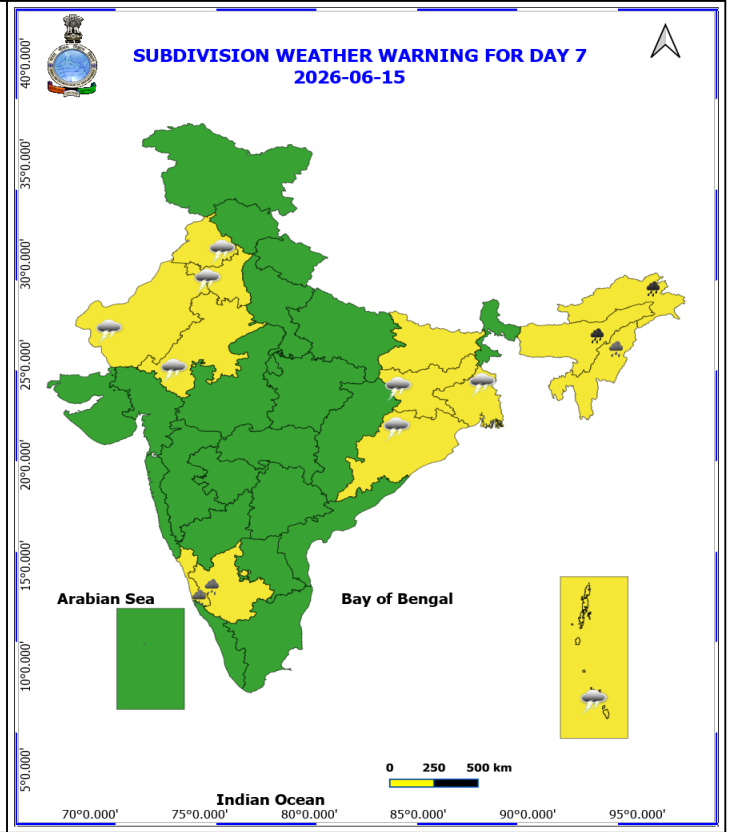 SUBDIVISION WEATHER WARNING FOR DAY 7
2026-06-15
40°0.000'
35°0.000'
30°0.000'
25°0.000'
20°0.000'
15°0.000'
10°0.000'
5°0.000'
Arabian Sea
Bay of Bengal
0 250 500 km
Indian Ocean
70°0.000' 75°0.000' 80°0.000' 85°0.000' 90°0.000' 95°0.000'